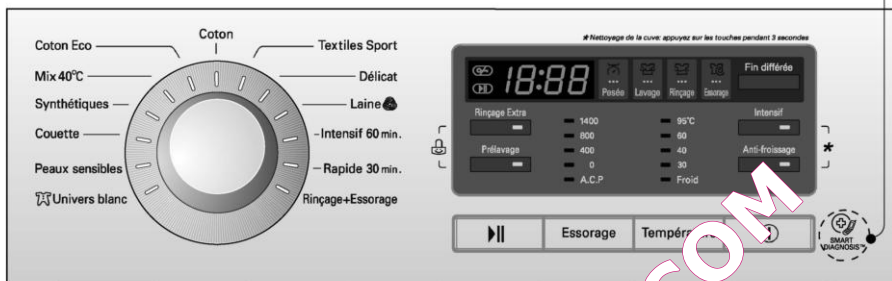 * Nettoyage de la cuve: appuyez sur les touches pendant 3 secondes
Coton
Coton Eco
Textiles Sport
Mix 40°C
Délicat
Synthétiques
Laine
Couette
Intensif 60 min.
Peaux sensibles
Rapide 30 min.
Univers blanc
Rinçage+Essorage
18:88
Posée
Lavage
Rinçage
Essorage
Fin différée
Rinçage Extra
Prélavage
1400
800
400
0
A.C.P
95°C
60
40
30
Froid
Intensif
Anti-froissage
*
Essorage
SMART
DIAGNOSIS™
COM